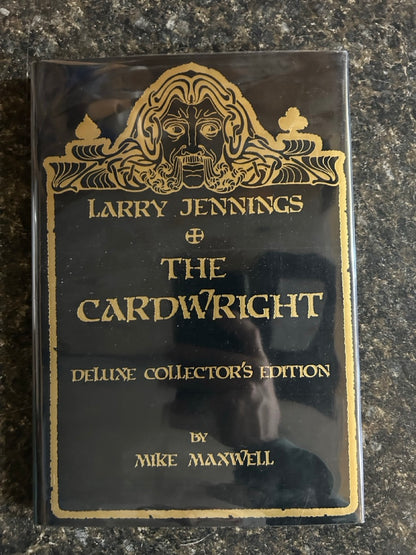 LARRY JENNINGS
THE
CARDWRIGHT
DELUXE COLLECTOR'S EDITION
BY
MIKE MAXWELL